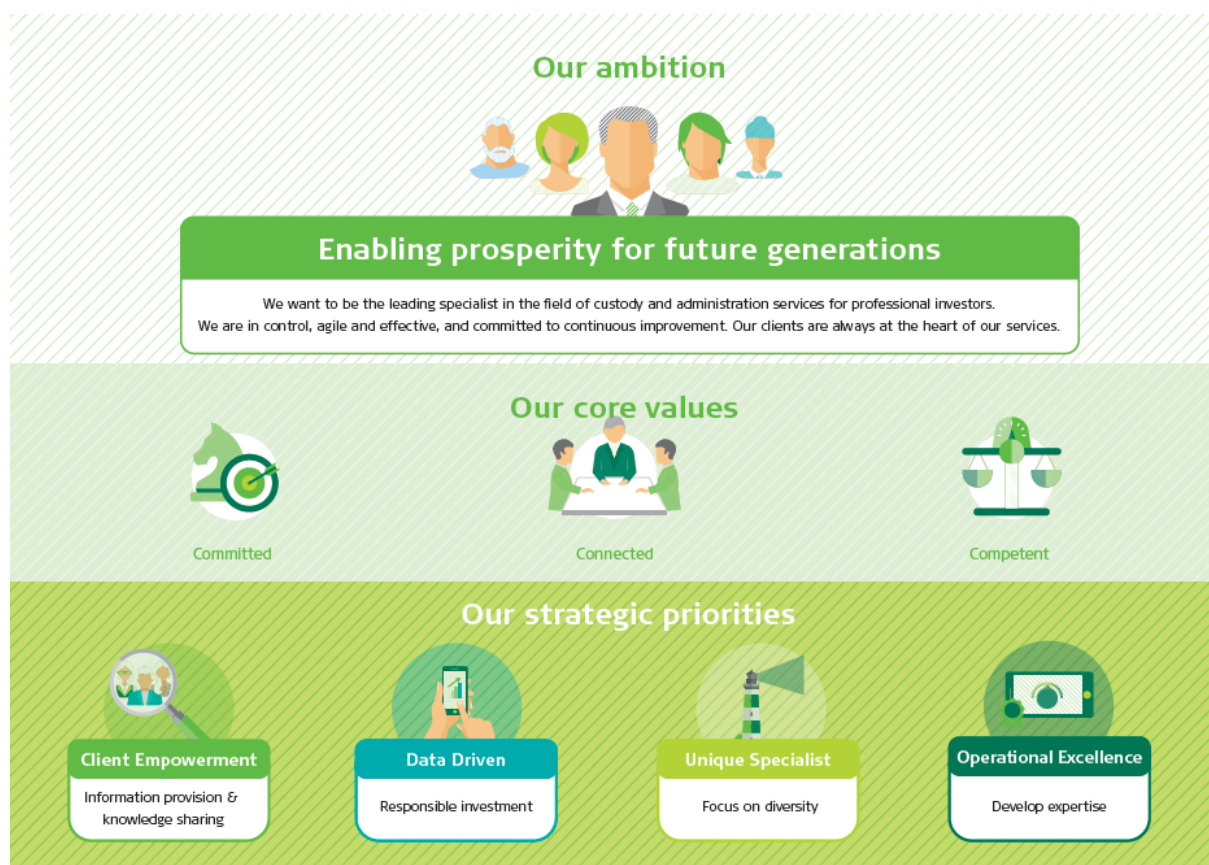 Our ambition
Enabling prosperity for future generations
We want to be the leading specialist in the field of custody and administration services for professional investors.
We are in control, agile and effective, and committed to continuous improvement. Our clients are always at the heart of our services.
Our core values
Committed
Connected
Competent
Our strategic priorities
Client Empowerment
Information provision &
knowledge sharing
Data Driven
Responsible investment
Unique Specialist
Focus on diversity
Operational Excellence
Develop expertise